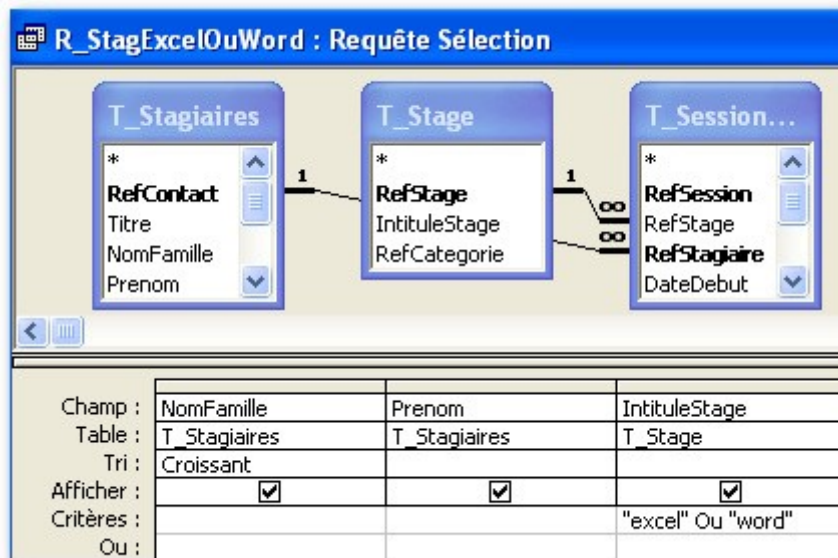 R_StagExcelOuWord : Requête Sélection
T_Stagiaires T_Stage T_Session...
* * *
RefContact 1 RefStage 1 RefSession
Titre IntituleStage ∞ RefStage
NomFamille RefCategorie ∞ RefStagiaire
Prenom DateDebut
Champ : NomFamille Prenom IntituleStage
Table : T_Stagiaires T_Stagiaires T_Stage
Tri : Croissant
Afficher :
Critères : "excel" Ou "word"
Ou :